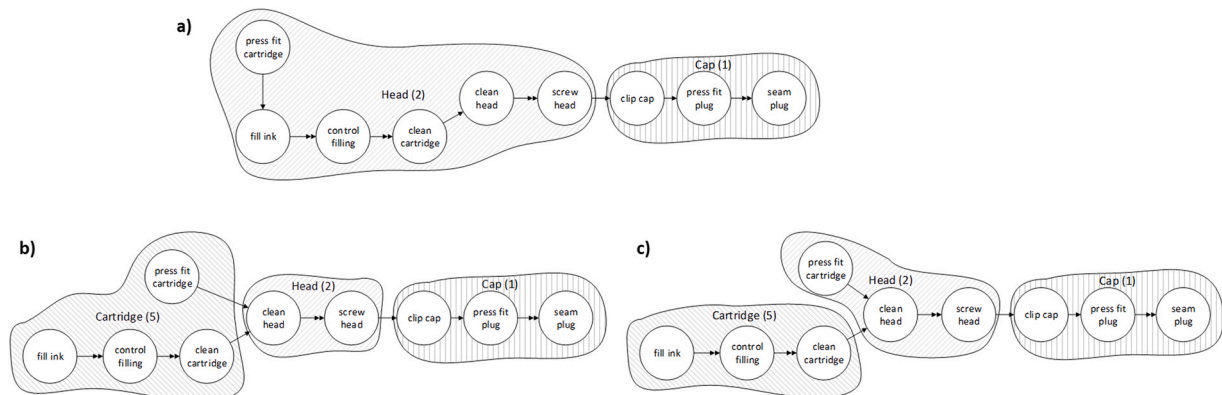 a)
press fit
cartridge
Head (2)
fill ink
control
filling
clean
cartridge
clean
head
screw
head
Cap (1)
clip cap
press fit
plug
seam
plug
b)
press fit
cartridge
Cartridge (5)
fill ink
control
filling
clean
cartridge
Head (2)
clean
head
screw
head
Cap (1)
clip cap
press fit
plug
seam
plug
c)
press fit
cartridge
Head (2)
Cartridge (5)
fill ink
control
filling
clean
cartridge
clean
head
screw
head
Cap (1)
clip cap
press fit
plug
seam
plug